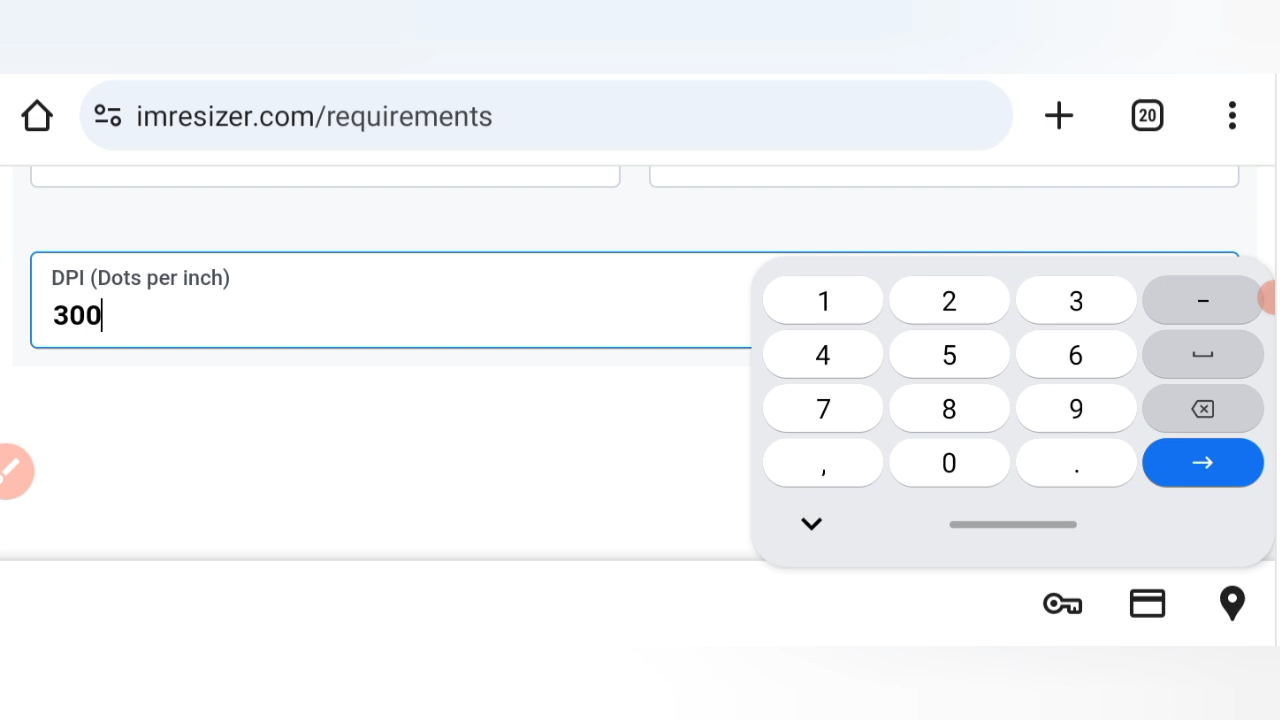 imresizer.com/requirements
20
DPI (Dots per inch)
300
1 2 3 -
4 5 6
7 8 9
, 0 .